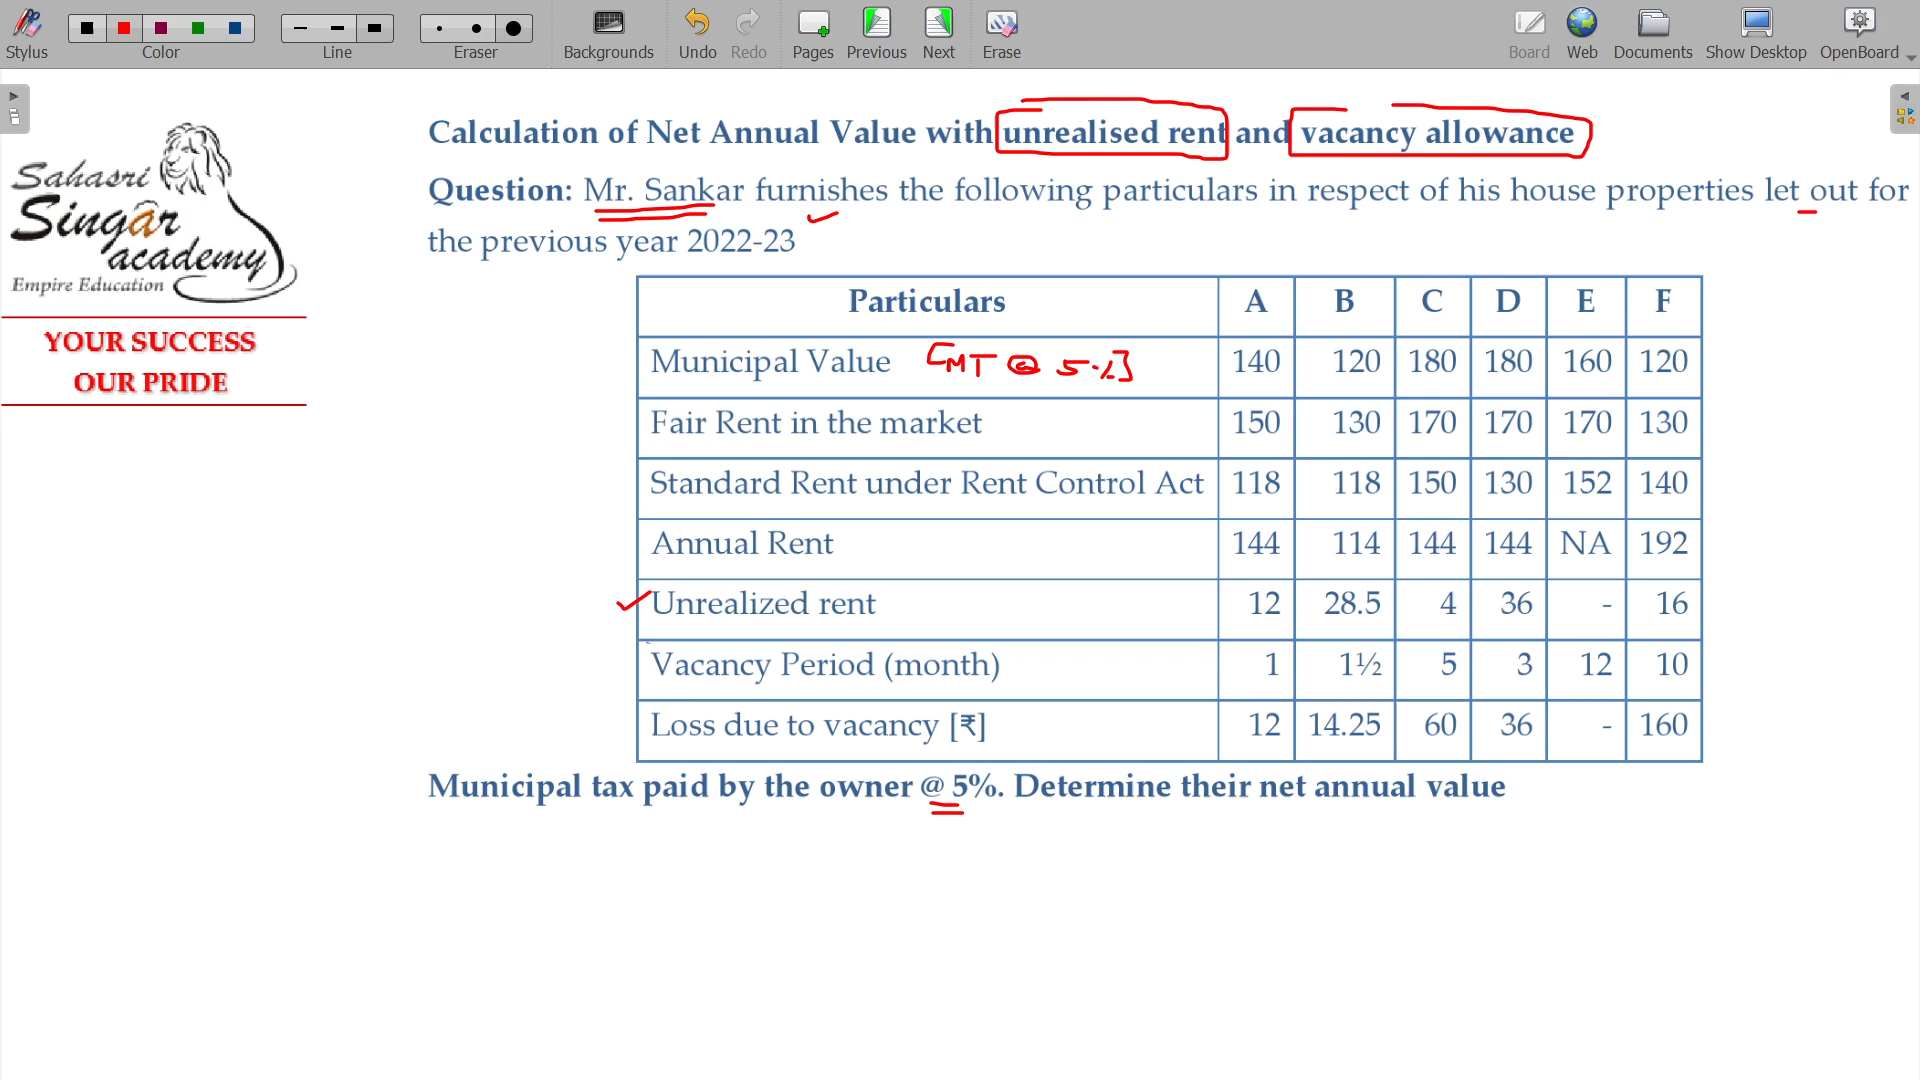 Stylus Color Line Eraser Backgrounds Undo Redo Pages Previous Next Erase Board Web Documents Show Desktop OpenBoard
Sahasri
Singâr
academy
Empire Education
YOUR SUCCESS
OUR PRIDE
Calculation of Net Annual Value with unrealised rent and vacancy allowance
Question: Mr. Sankar furnishes the following particulars in respect of his house properties let out for
the previous year 2022-23
Particulars A B C D E F
Municipal Value [MT @ 5%] 140 120 180 180 160 120
Fair Rent in the market 150 130 170 170 170 130
Standard Rent under Rent Control Act 118 118 150 130 152 140
Annual Rent 144 114 144 144 NA 192
Unrealized rent 12 28.5 4 36 - 16
Vacancy Period (month) 1 1½ 5 3 12 10
Loss due to vacancy [₹] 12 14.25 60 36 - 160
Municipal tax paid by the owner @ 5%. Determine their net annual value